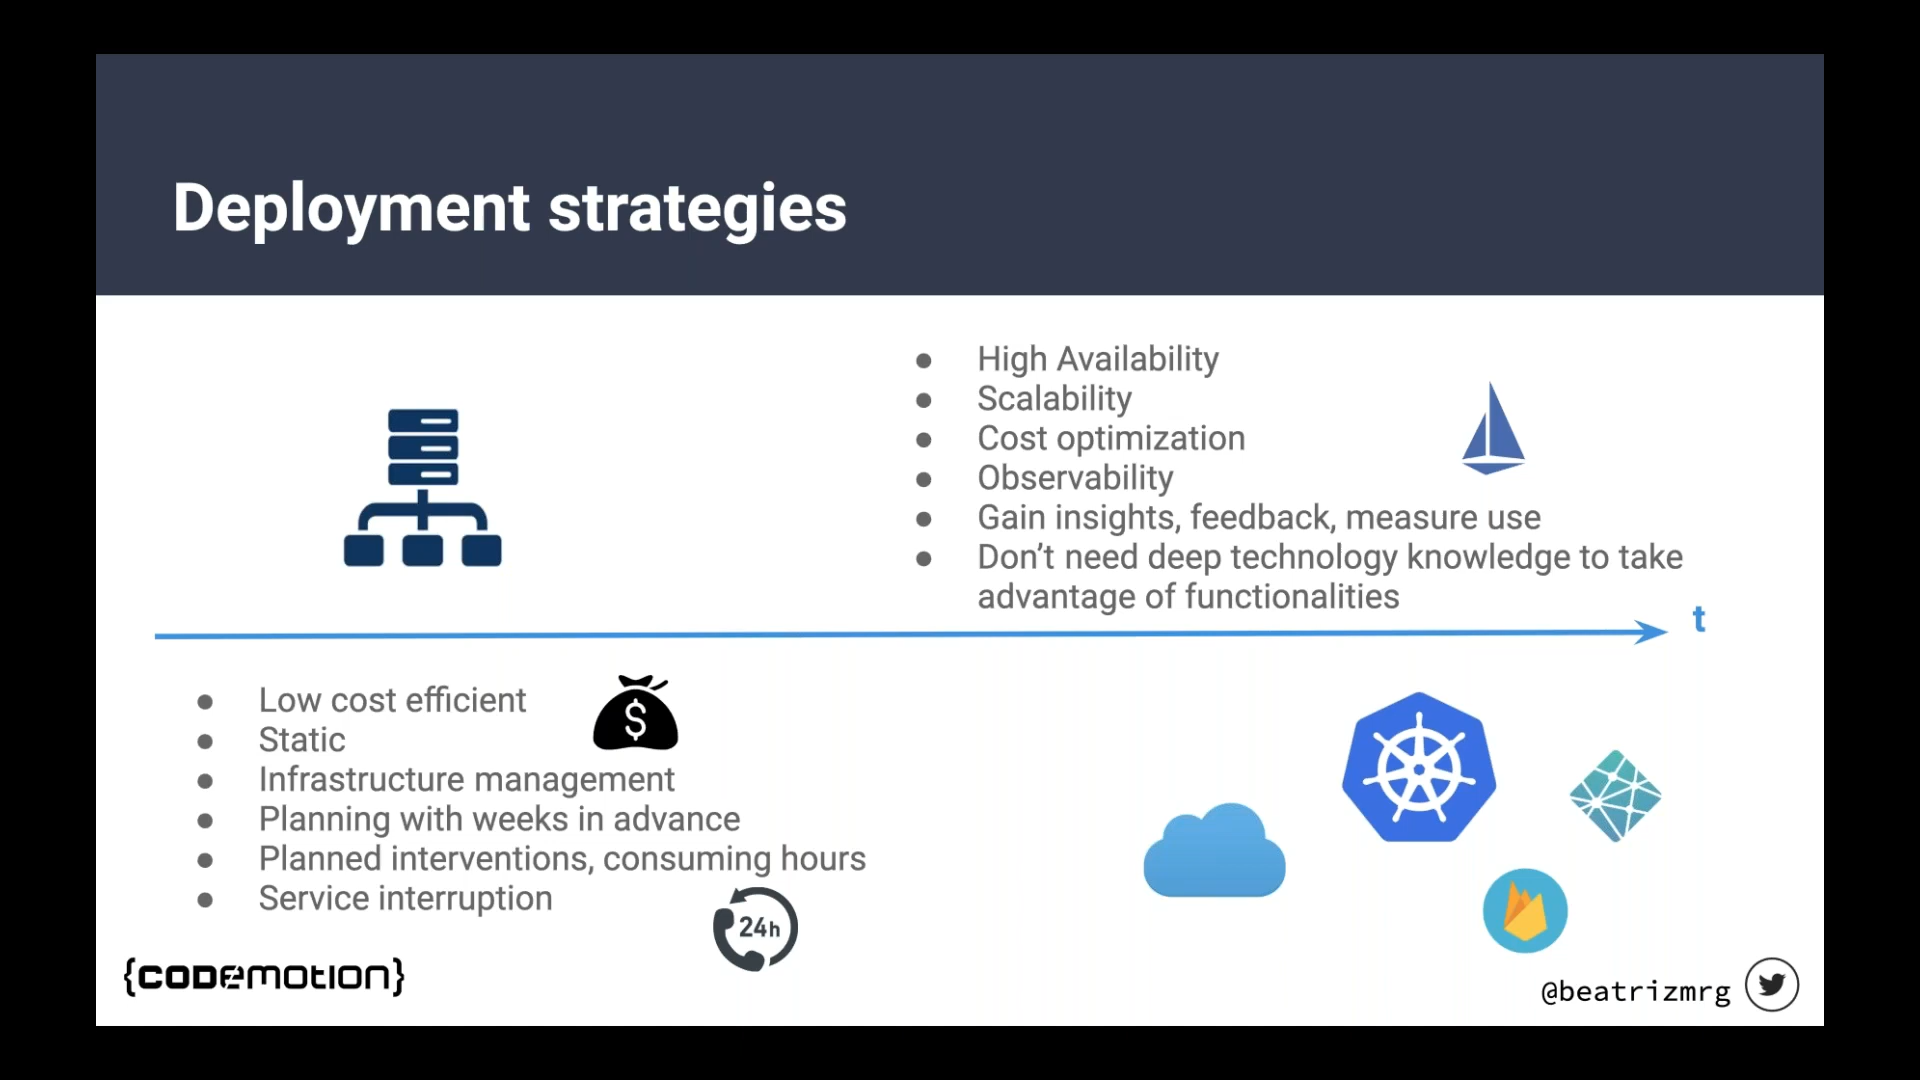 Deployment strategies
● High Availability
● Scalability
● Cost optimization
● Observability
● Gain insights, feedback, measure use
● Don’t need deep technology knowledge to take
advantage of functionalities
t
● Low cost efficient
$
● Static
● Infrastructure management
● Planning with weeks in advance
● Planned interventions, consuming hours
● Service interruption
24h
{CODEMOTION}
@beatrizmrg